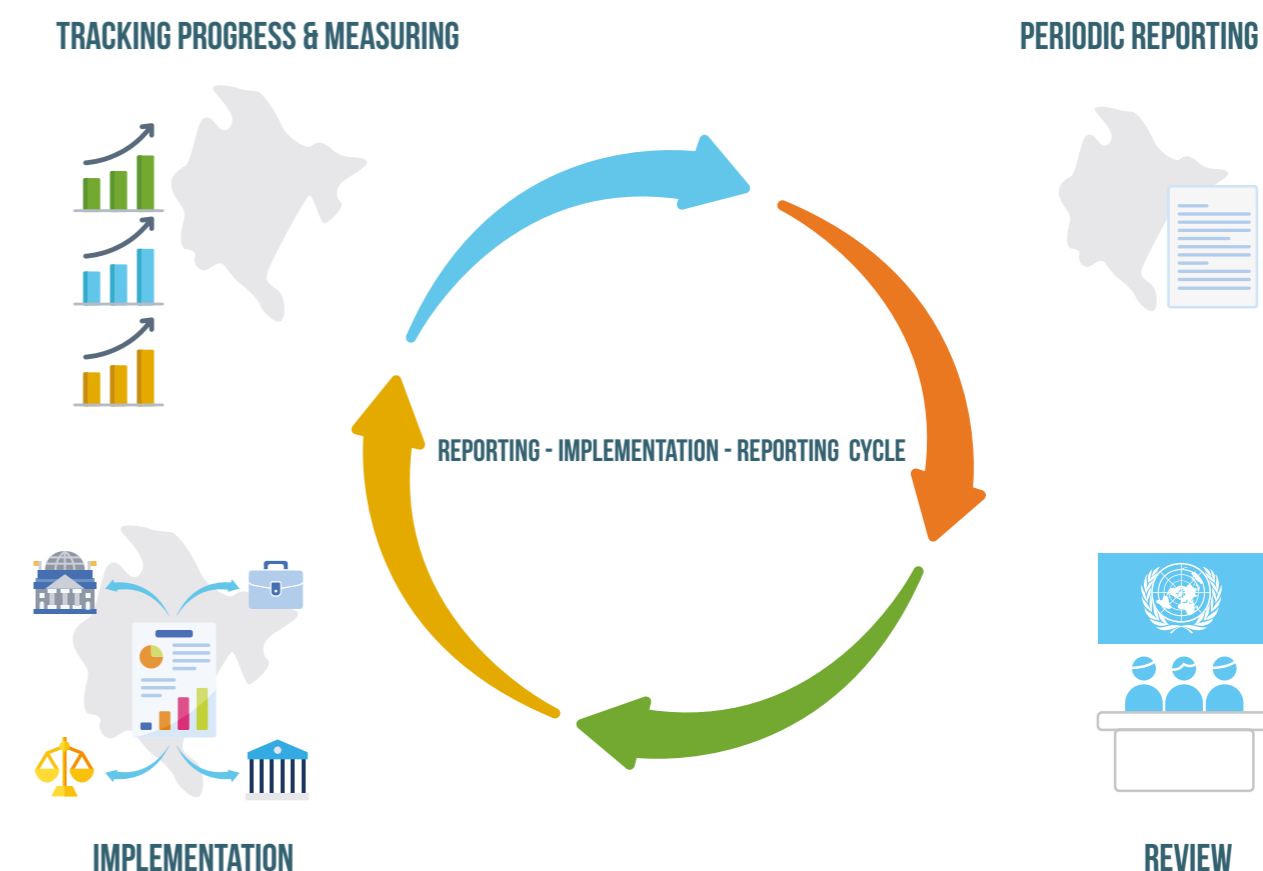 TRACKING PROGRESS & MEASURING
PERIODIC REPORTING
REPORTING - IMPLEMENTATION - REPORTING CYCLE
IMPLEMENTATION
REVIEW